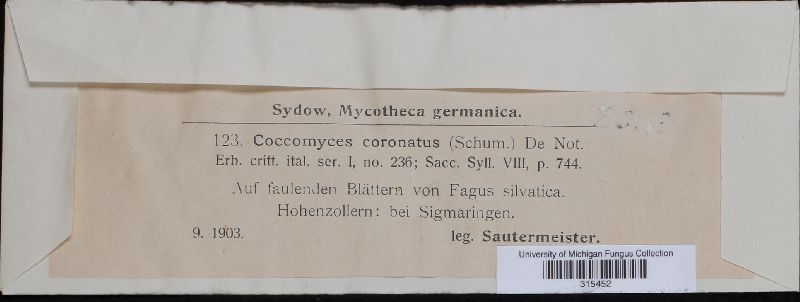 Sydow, Mycotheca germanica.
123. Coccomyces coronatus (Schum.) De Not.
Erb. critt. ital. ser. I, no. 236; Sacc. Syll. VIII, p. 744.
Auf faulenden Blättern von Fagus silvatica.
Hohenzollern: bei Sigmaringen.
9. 1903. leg. Sautermeister.
University of Michigan Fungus Collection
315452